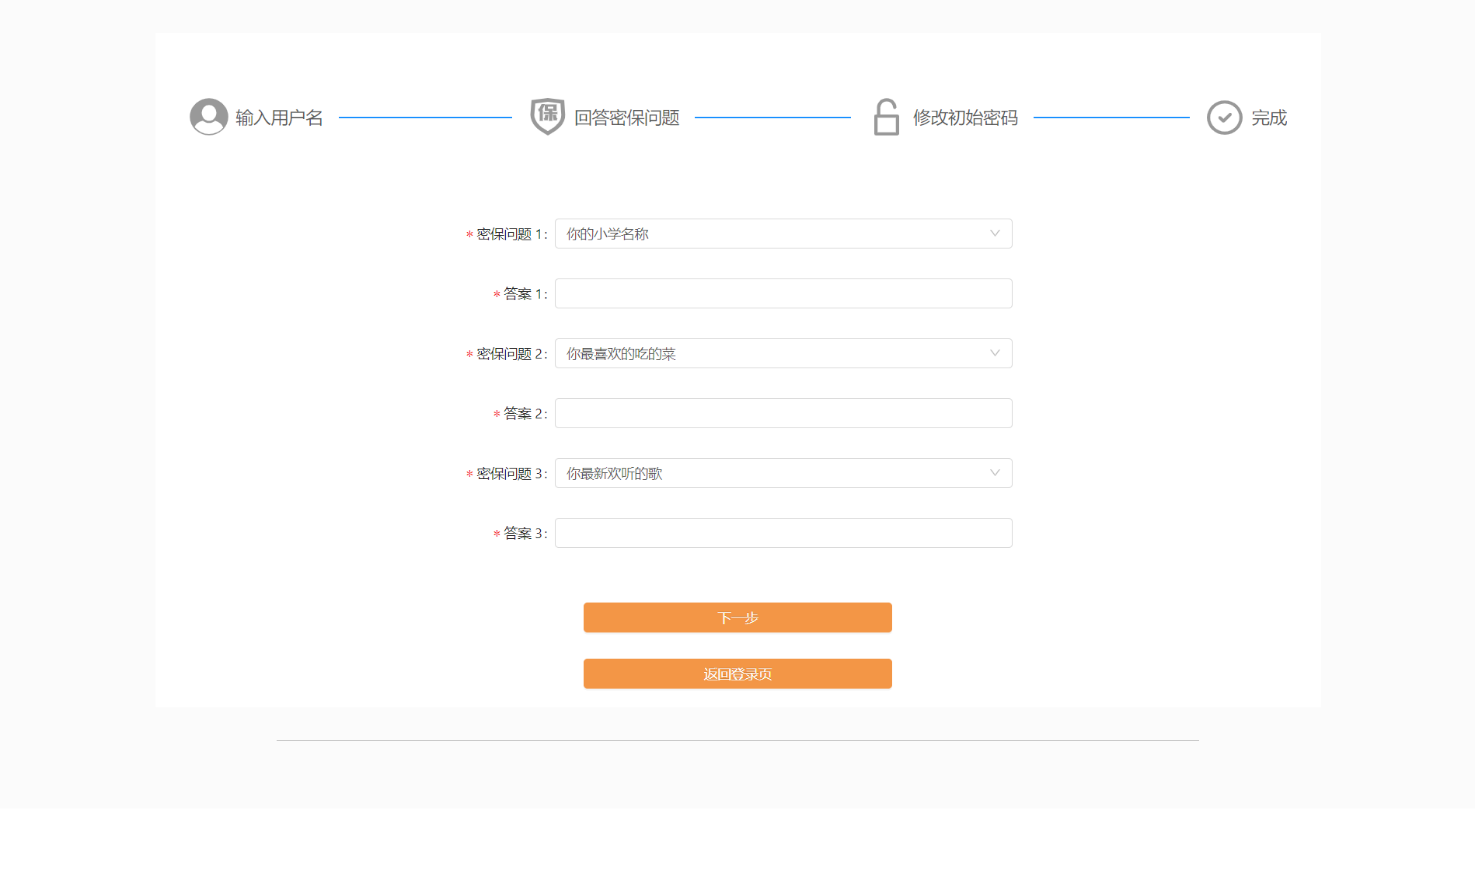 输入用户名 保 回答密保问题 修改初始密码 完成
* 密保问题 1: 你的小学名称
* 答案 1:
* 密保问题 2: 你最喜欢的吃的菜
* 答案 2:
* 密保问题 3: 你最新欢听的歌
* 答案 3:
下一步
返回登录页